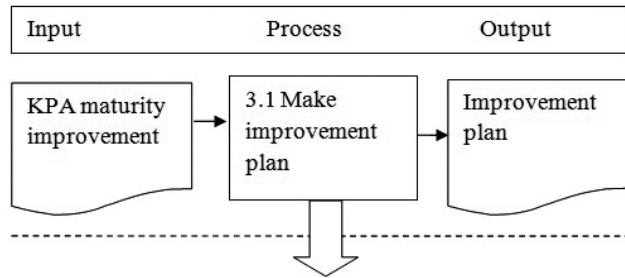 Input Process Output
KPA maturity
improvement
3.1 Make
improvement
plan
Improvement
plan